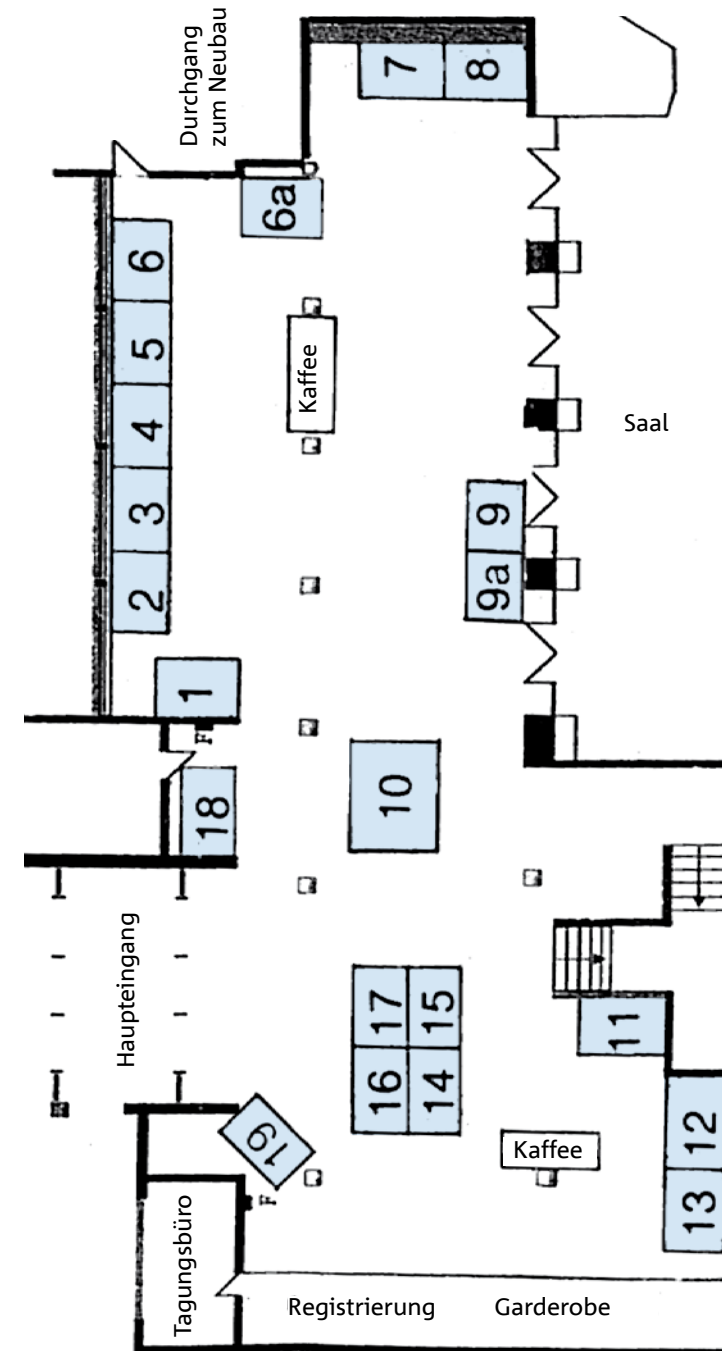 Durchgang
zum Neubau
7
8
6a
6
5
4
3
2
1
Kaffee
Saal
9
9a
F
18
10
Haupteingang
17
15
16
14
11
19
Kaffee
12
13
F
Tagungsbüro
Registrierung
Garderobe